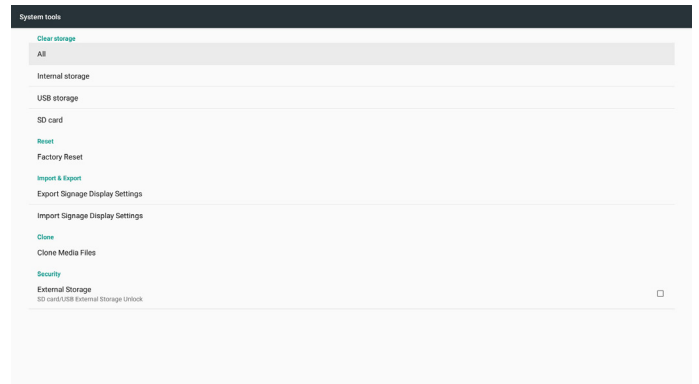 System tools
Clear storage
All
Internal storage
USB storage
SD card
Reset
Factory Reset
Import & Export
Export Signage Display Settings
Import Signage Display Settings
Clone
Clone Media Files
Security
External Storage
SD card/USB External Storage Unlock